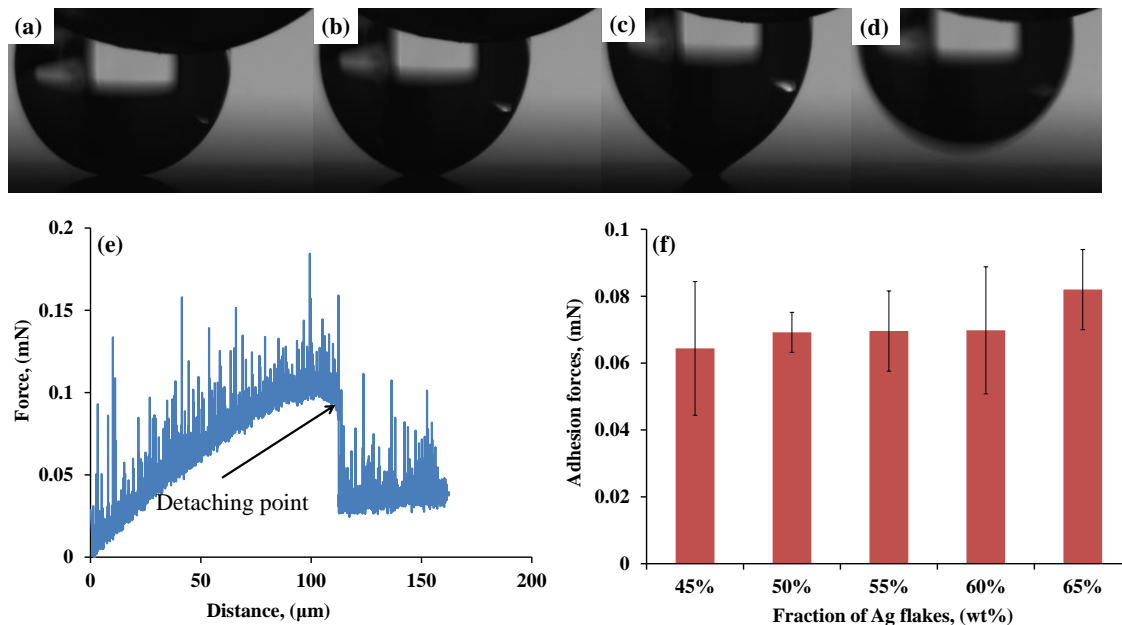 (a)
(b)
(c)
(d)
(e)
0.2
0.15
0.1
0.05
0
Force, (mN)
Detaching point
0
50
100
150
200
Distance, (μm)
(f)
0.1
0.08
0.06
0.04
0.02
0
Adhesion forces, (mN)
45%
50%
55%
60%
65%
Fraction of Ag flakes, (wt%)